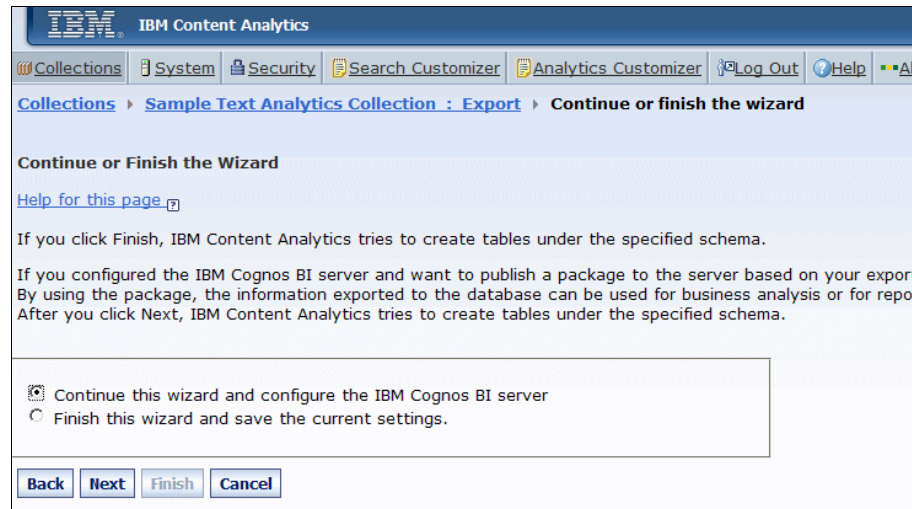 IBM® IBM Content Analytics
Collections System Security Search Customizer Analytics Customizer Log Out Help
Collections Sample Text Analytics Collection : Export Continue or finish the wizard
Continue or Finish the Wizard
Help for this page ?
If you click Finish, IBM Content Analytics tries to create tables under the specified schema.
If you configured the IBM Cognos BI server and want to publish a package to the server based on your expor
By using the package, the information exported to the database can be used for business analysis or for repo
After you click Next, IBM Content Analytics tries to create tables under the specified schema.
Continue this wizard and configure the IBM Cognos BI server
Finish this wizard and save the current settings.
Back Next Finish Cancel